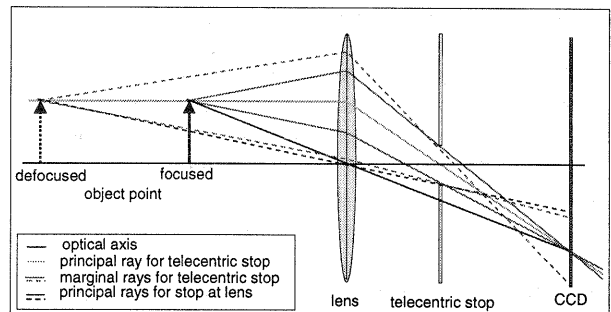 defocused
focused
object point
optical axis
principal ray for telecentric stop
marginal rays for telecentric stop
principal rays for stop at lens
lens
telecentric stop
CCD